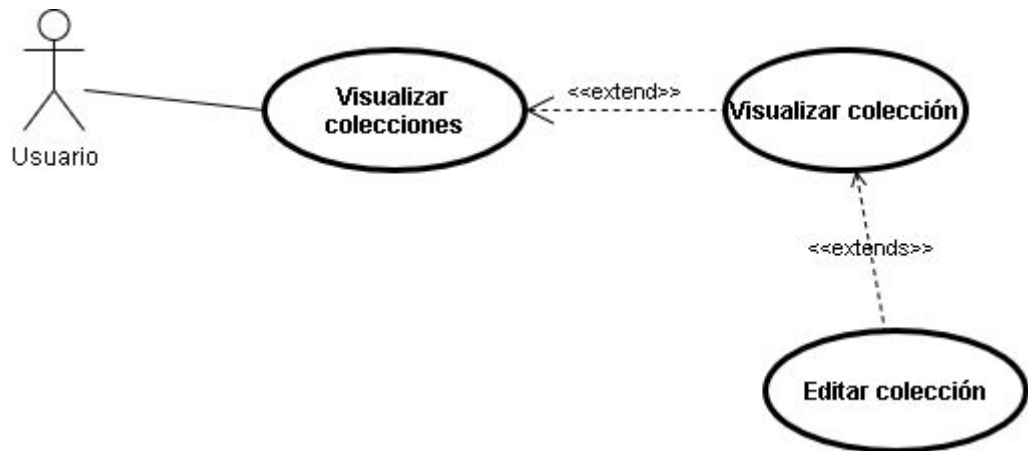 Usuario
Visualizar
colecciones
<<extend>>
Visualizar colección
<<extends>>
Editar colección